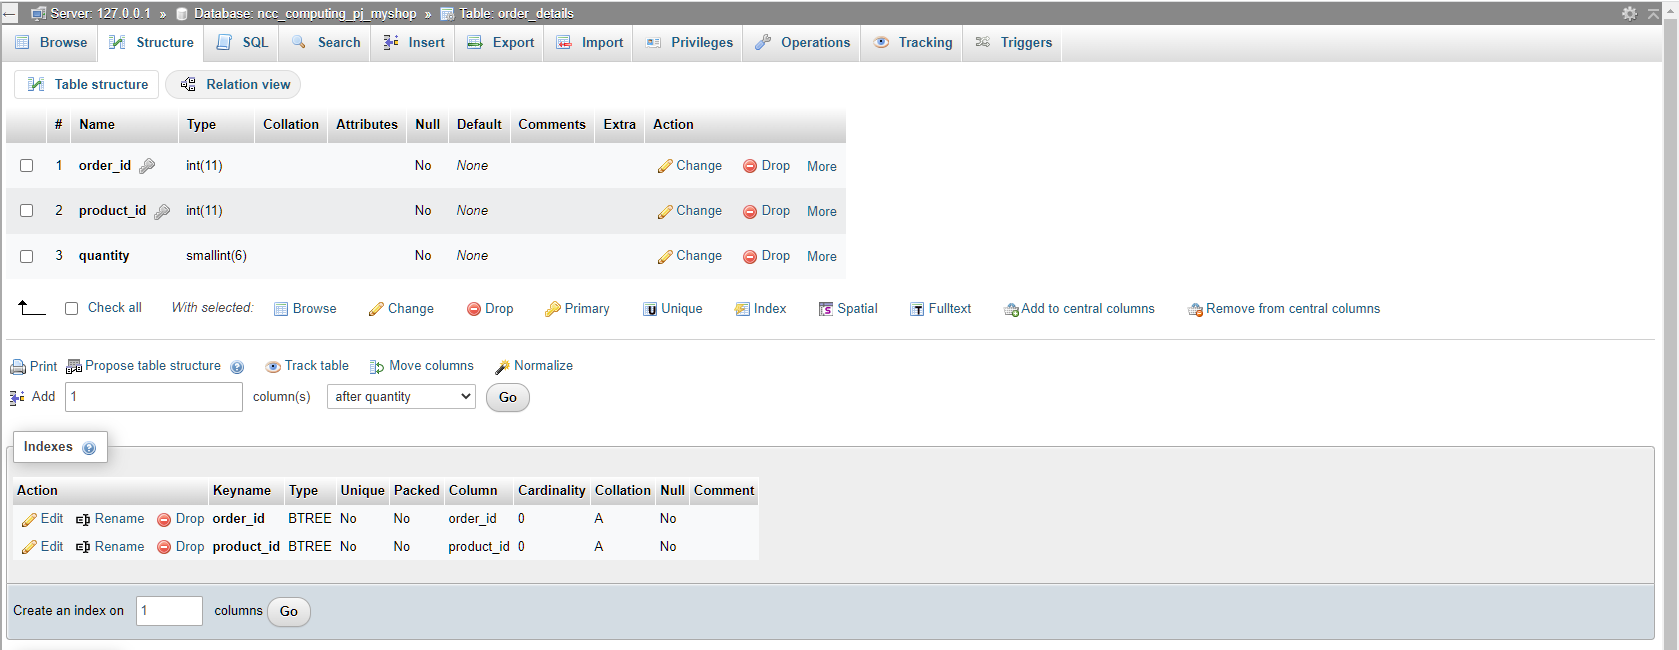 Server: 127.0.0.1 » Database: ncc_computing_pj_myshop » Table: order_details
Browse Structure SQL Search Insert Export Import Privileges Operations Tracking Triggers
Table structure Relation view
# Name Type Collation Attributes Null Default Comments Extra Action
1 order_id int(11) No None Change Drop More
2 product_id int(11) No None Change Drop More
3 quantity smallint(6) No None Change Drop More
Check all With selected: Browse Change Drop Primary Unique Index Spatial Fulltext Add to central columns Remove from central columns
Print Propose table structure Track table Move columns Normalize
Add 1 column(s) after quantity Go
Indexes
Action Keyname Type Unique Packed Column Cardinality Collation Null Comment
Edit Rename Drop order_id BTREE No No order_id 0 A No
Edit Rename Drop product_id BTREE No No product_id 0 A No
Create an index on 1 columns Go